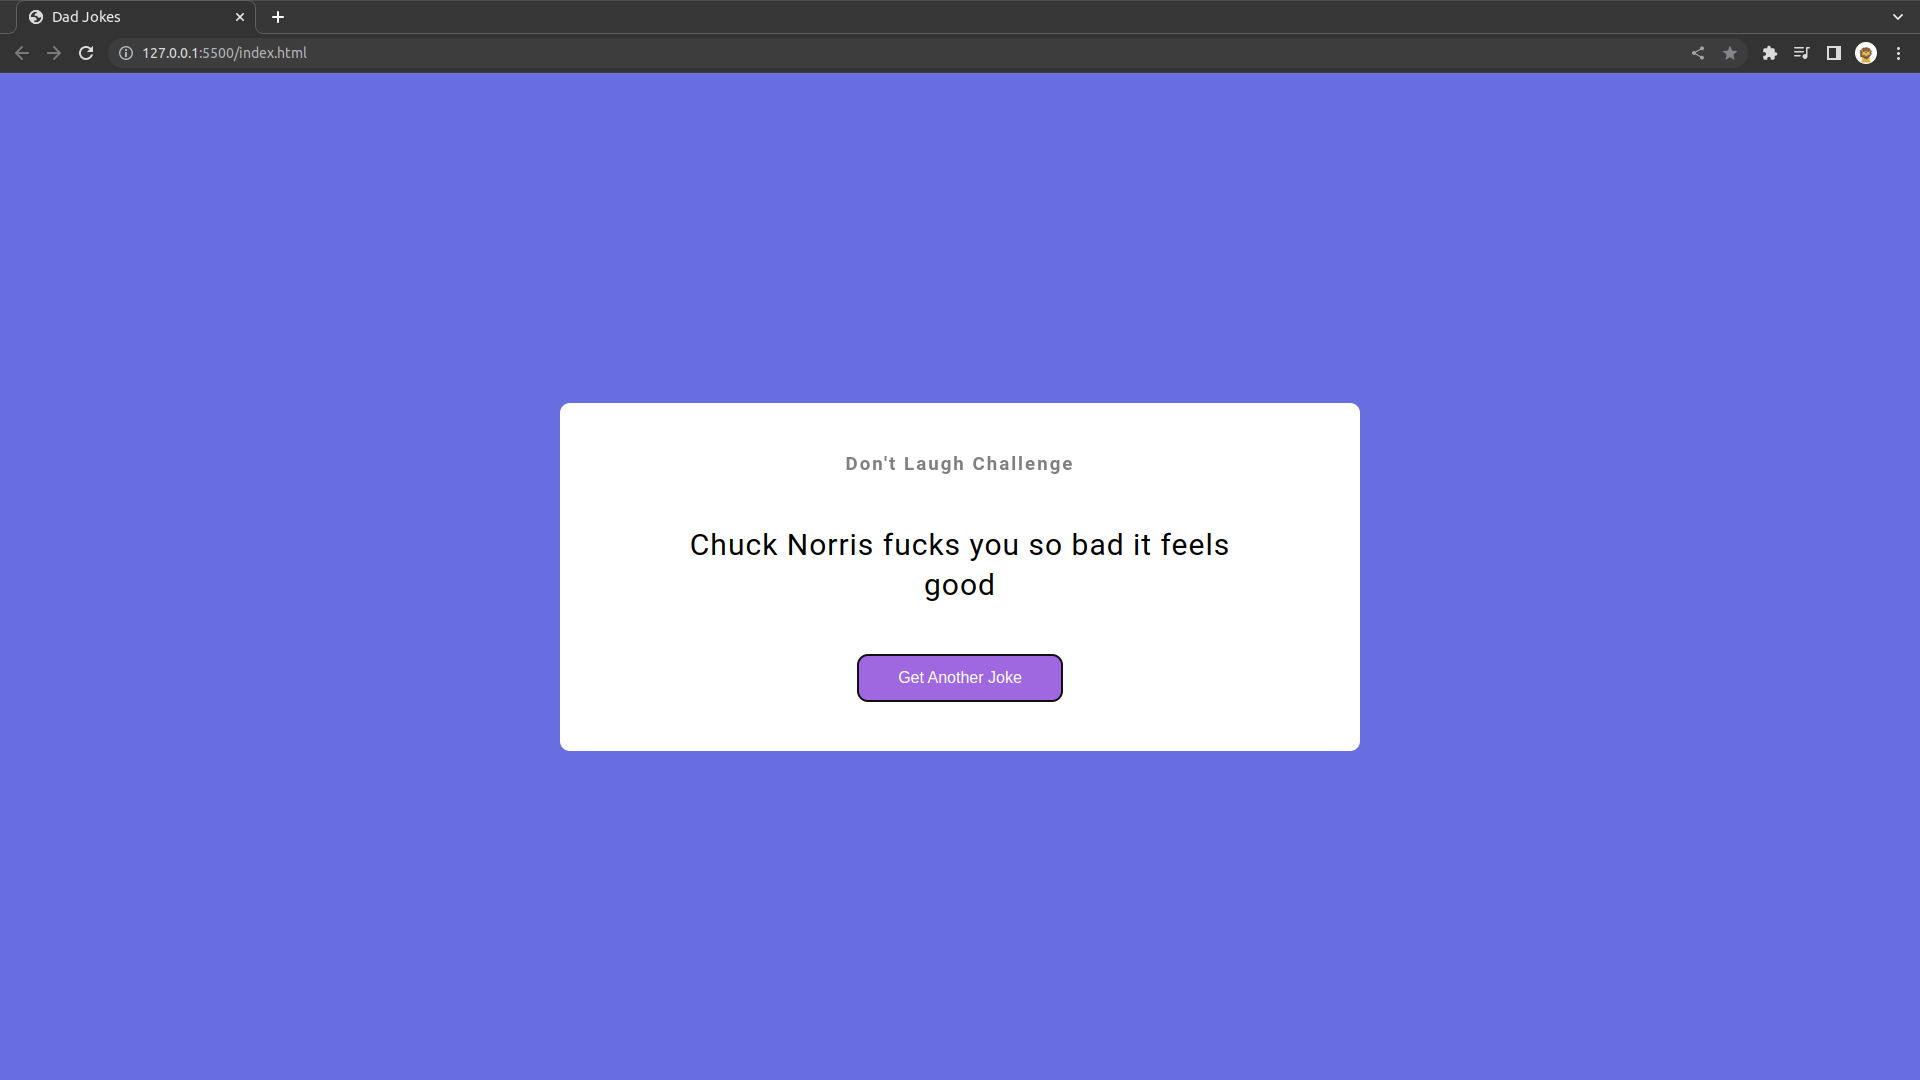 Dad Jokes
127.0.0.1:5500/index.html
Don't Laugh Challenge
Chuck Norris fucks you so bad it feels
good
Get Another Joke